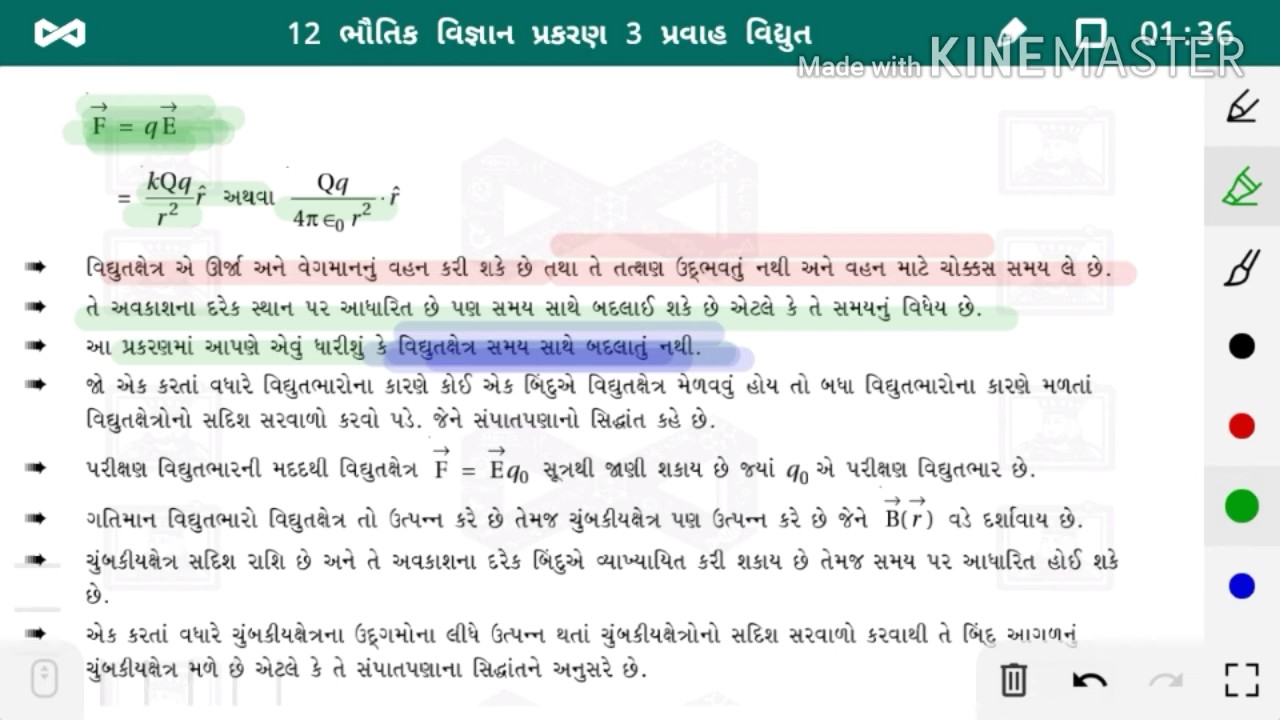 12 ભૌતિક વિજ્ઞાન પ્રકરણ 3 પ્રવાહ વિદ્યુત
01:36
Made with KINEMASTER
F⃗ = qE⃗
= kQq/r² r̂ અથવા Qq/4π∈₀ r² · r̂
વિદ્યુતક્ષેત્ર એ ઊર્જા અને વેગમાનનું વહન કરી શકે છે તથા તે તત્ક્ષણ ઉદ્ભવતું નથી અને વહન માટે ચોક્કસ સમય લે છે.
તે અવકાશના દરેક સ્થાન પર આધારિત છે પણ સમય સાથે બદલાઈ શકે છે એટલે કે તે સમયનું વિધેય છે.
આ પ્રકરણમાં આપણે એવું ધારીશું કે વિદ્યુતક્ષેત્ર સમય સાથે બદલાતું નથી.
જો એક કરતાં વધારે વિદ્યુતભારોના કારણે કોઈ એક બિંદુએ વિદ્યુતક્ષેત્ર મેળવવું હોય તો બધા વિદ્યુતભારોના કારણે મળતાં
વિદ્યુતક્ષેત્રોનો સદિશ સરવાળો કરવો પડે. જેને સંપાતપણાનો સિદ્ધાંત કહે છે.
પરીક્ષણ વિદ્યુતભારની મદદથી વિદ્યુતક્ષેત્ર F⃗ = E⃗q₀ સૂત્રથી જાણી શકાય છે જયાં q₀ એ પરીક્ષણ વિદ્યુતભાર છે.
ગતિમાન વિદ્યુતભારો વિદ્યુતક્ષેત્ર તો ઉત્પન્ન કરે છે તેમજ ચુંબકીયક્ષેત્ર પણ ઉત્પન્ન કરે છે જેને B⃗(r⃗) વડે દર્શાવાય છે.
ચુંબકીયક્ષેત્ર સદિશ રાશિ છે અને તે અવકાશના દરેક બિંદુએ વ્યાખ્યાયિત કરી શકાય છે તેમજ સમય પર આધારિત હોઈ શકે
છે.
એક કરતાં વધારે ચુંબકીયક્ષેત્રના ઉદ્ગમોના લીધે ઉત્પન્ન થતાં ચુંબકીયક્ષેત્રોનો સદિશ સરવાળો કરવાથી તે બિંદુ આગળનું
ચુંબકીયક્ષેત્ર મળે છે એટલે કે તે સંપાતપણાના સિદ્ધાંતને અનુસરે છે.